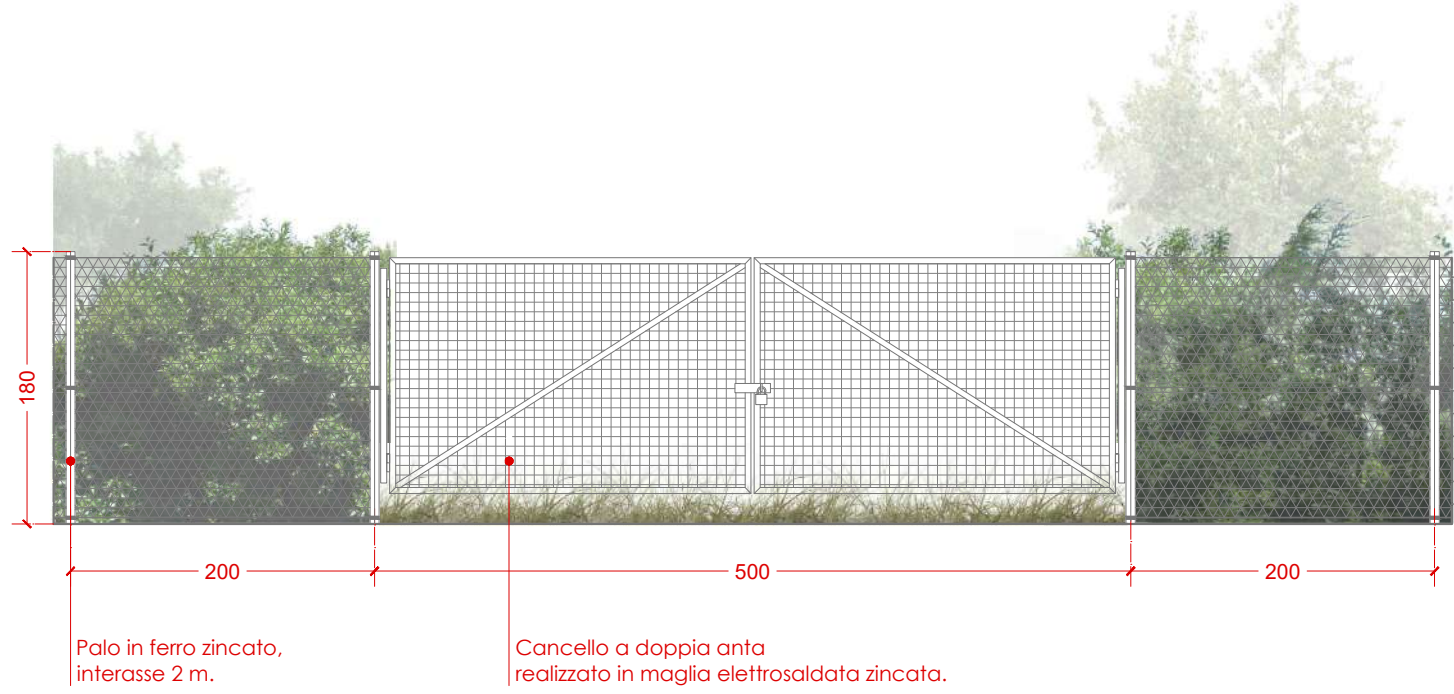 180
200
500
200
Palo in ferro zincato,
interasse 2 m.
Cancello a doppia anta
realizzato in maglia elettrosaldata zincata.